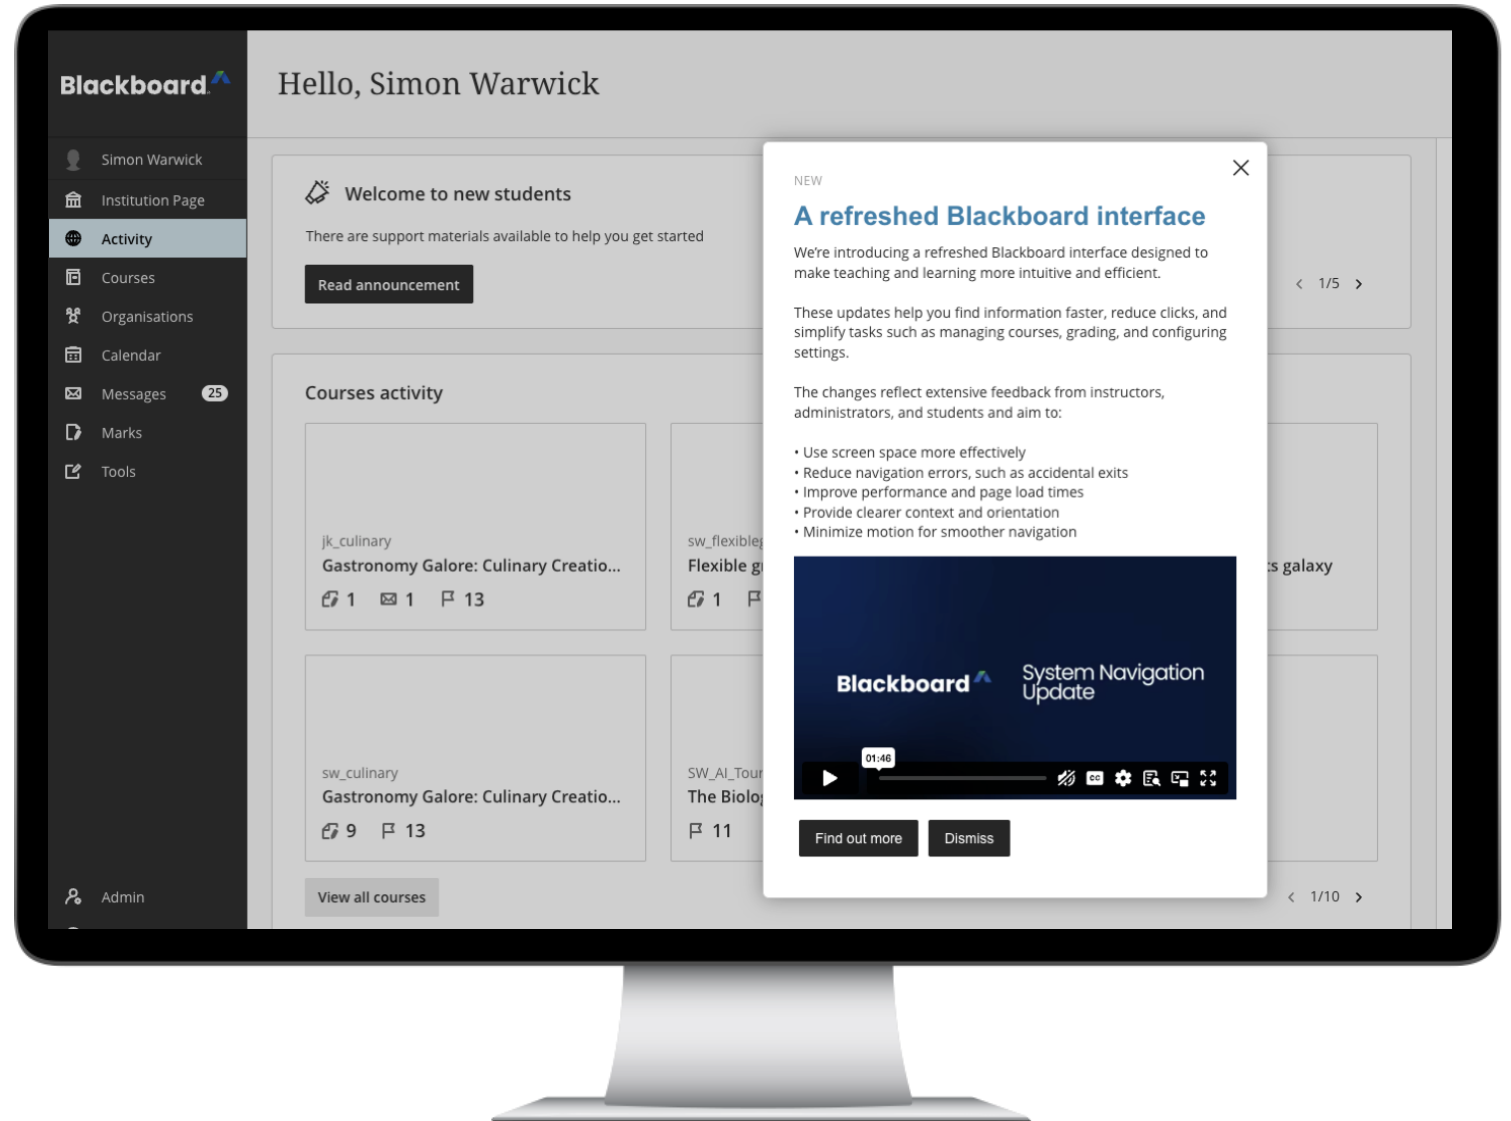 Blackboard
Hello, Simon Warwick
Simon Warwick
Institution Page
Activity
Courses
Organisations
Calendar
Messages 25
Marks
Tools
Admin
Welcome to new students
There are support materials available to help you get started
Read announcement
1/5
Courses activity
jk_culinary
Gastronomy Galore: Culinary Creatio...
1 1 13
sw_flexible
Flexible g
1
s galaxy
sw_culinary
Gastronomy Galore: Culinary Creatio...
9 13
SW_AI_Tour
The Biolo
11
View all courses
1/10
NEW
A refreshed Blackboard interface
We're introducing a refreshed Blackboard interface designed to
make teaching and learning more intuitive and efficient.
These updates help you find information faster, reduce clicks, and
simplify tasks such as managing courses, grading, and configuring
settings.
The changes reflect extensive feedback from instructors,
administrators, and students and aim to:
• Use screen space more effectively
• Reduce navigation errors, such as accidental exits
• Improve performance and page load times
• Provide clearer context and orientation
• Minimize motion for smoother navigation
Blackboard
System Navigation
Update
01:46
CC
Find out more
Dismiss